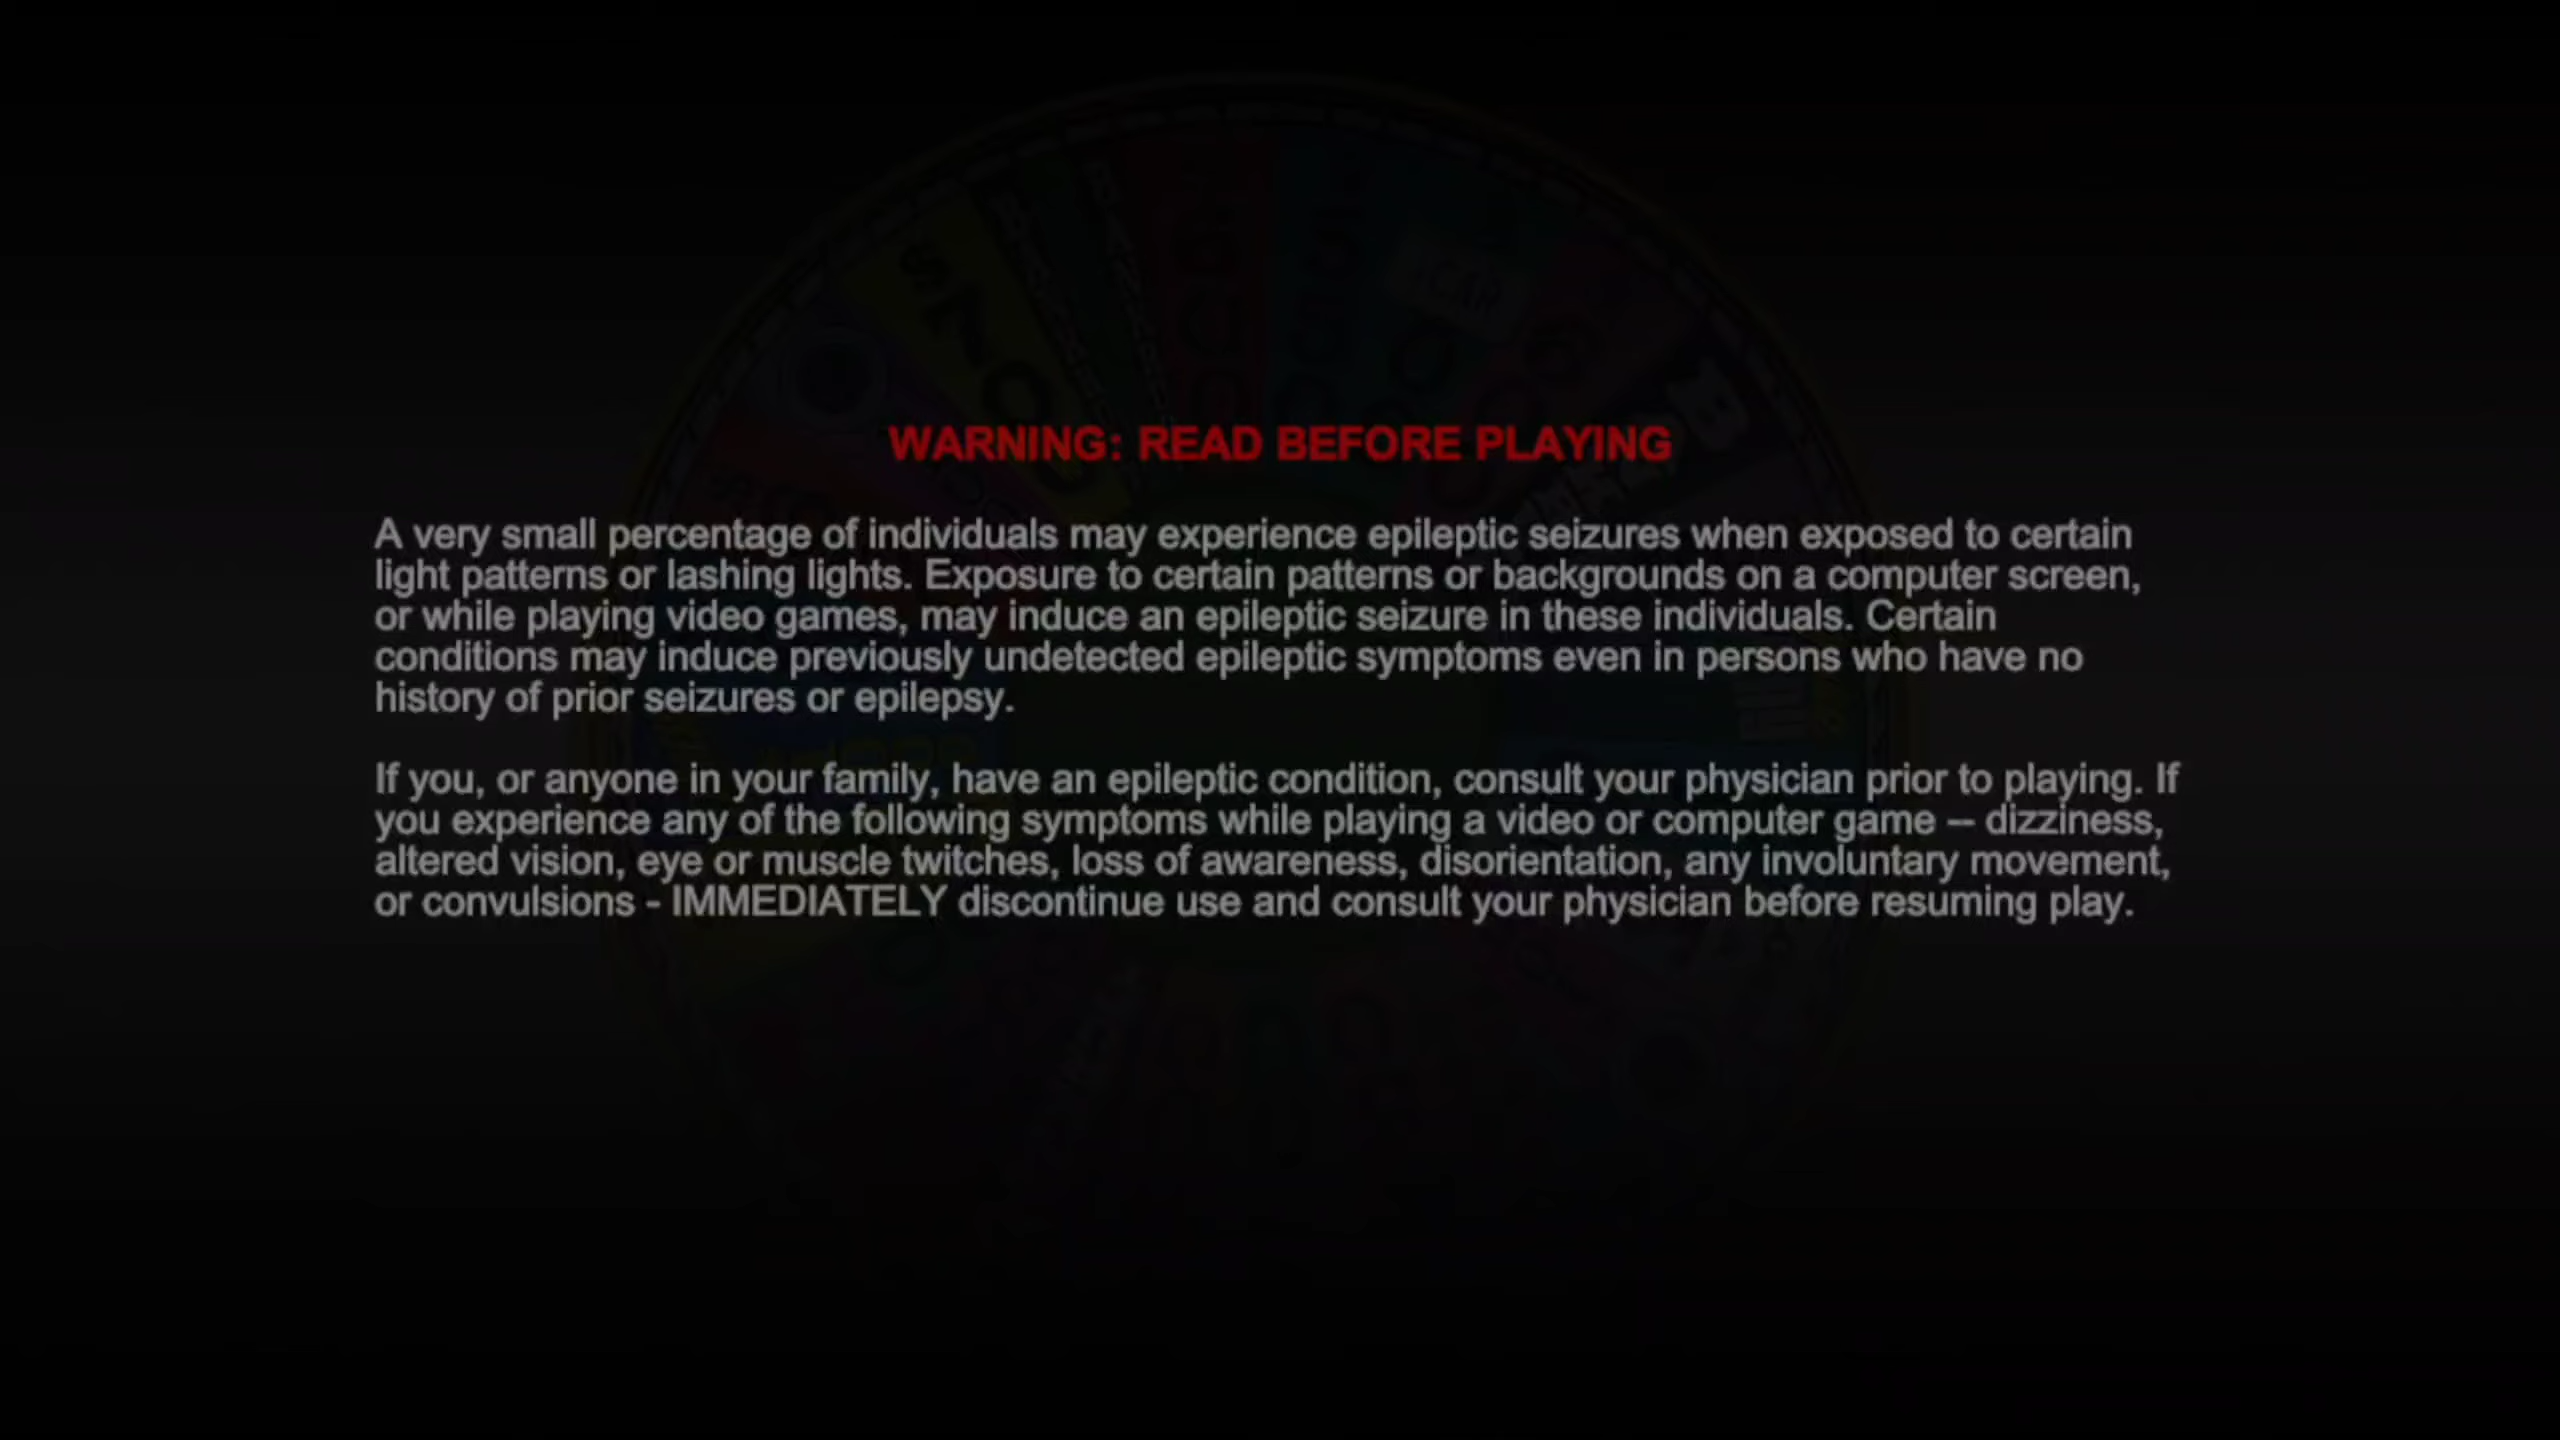 WARNING: READ BEFORE PLAYING
A very small percentage of individuals may experience epileptic seizures when exposed to certain
light patterns or lashing lights. Exposure to certain patterns or backgrounds on a computer screen,
or while playing video games, may induce an epileptic seizure in these individuals. Certain
conditions may induce previously undetected epileptic symptoms even in persons who have no
history of prior seizures or epilepsy.
If you, or anyone in your family, have an epileptic condition, consult your physician prior to playing. If
you experience any of the following symptoms while playing a video or computer game -- dizziness,
altered vision, eye or muscle twitches, loss of awareness, disorientation, any involuntary movement,
or convulsions - IMMEDIATELY discontinue use and consult your physician before resuming play.
$700